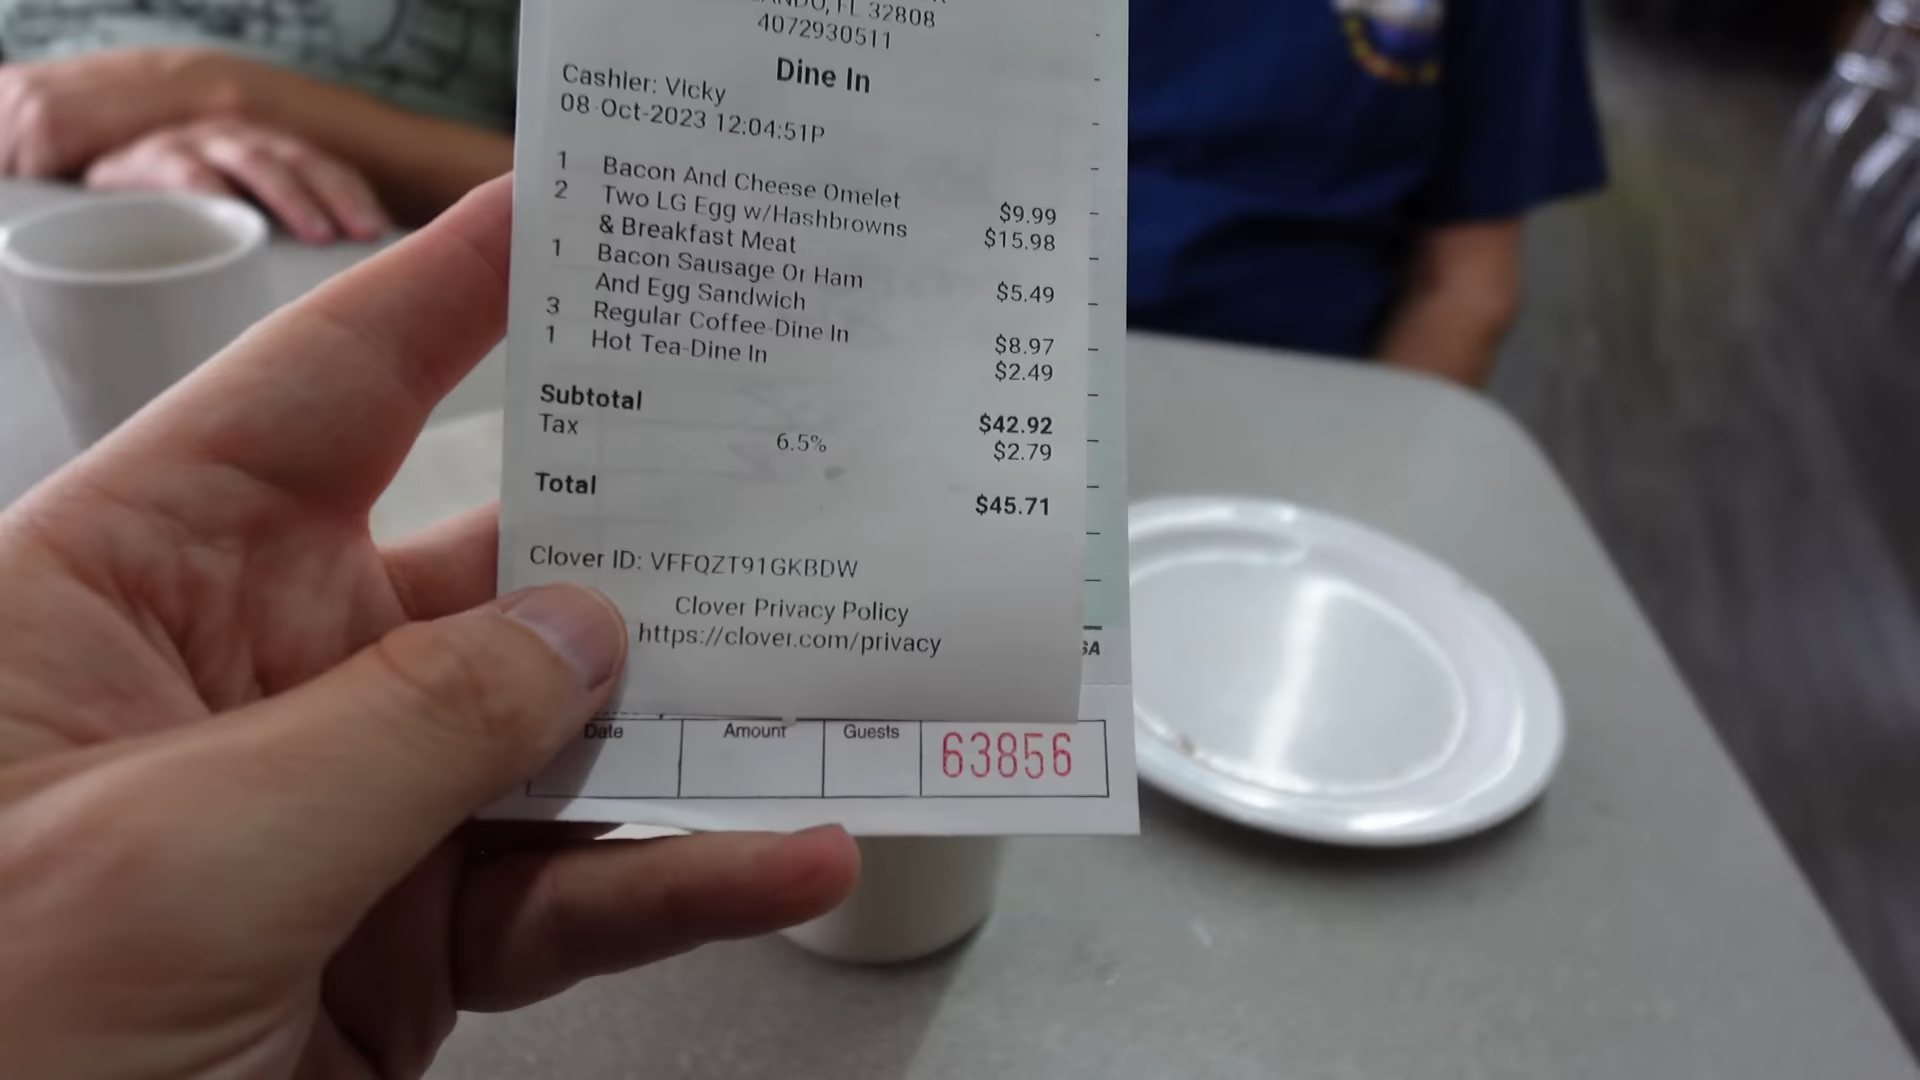 FL 32808
4072930511
Dine In
Cashier: Vicky
08-Oct-2023 12:04:51P
1 Bacon And Cheese Omelet $9.99
2 Two LG Egg w/Hashbrowns $15.98
& Breakfast Meat
1 Bacon Sausage Or Ham $5.49
And Egg Sandwich
3 Regular Coffee-Dine In $8.97
1 Hot Tea-Dine In $2.49
Subtotal $42.92
Tax 6.5% $2.79
Total $45.71
Clover ID: VFFQZT91GKBDW
Clover Privacy Policy
https://clover.com/privacy
SA
Date Amount Guests 63856